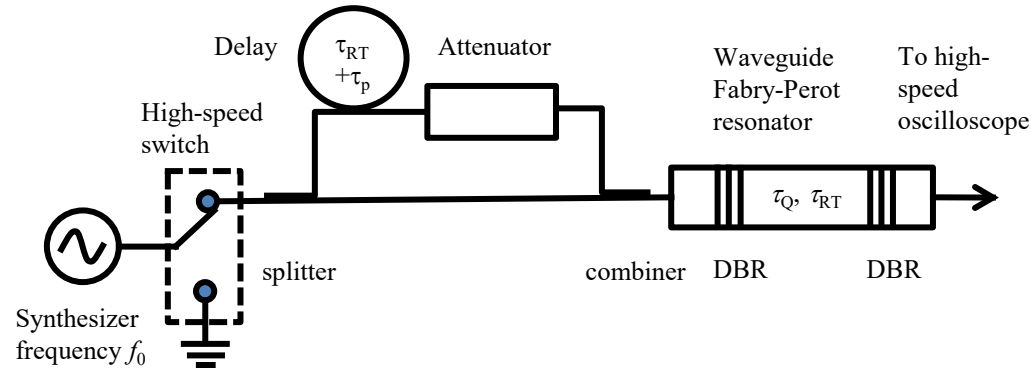 Delay
τRT
+τp
Attenuator
Waveguide
Fabry-Perot
resonator
To high-
speed
oscilloscope
High-speed
switch
τQ, τRT
splitter
combiner
DBR
DBR
Synthesizer
frequency f0